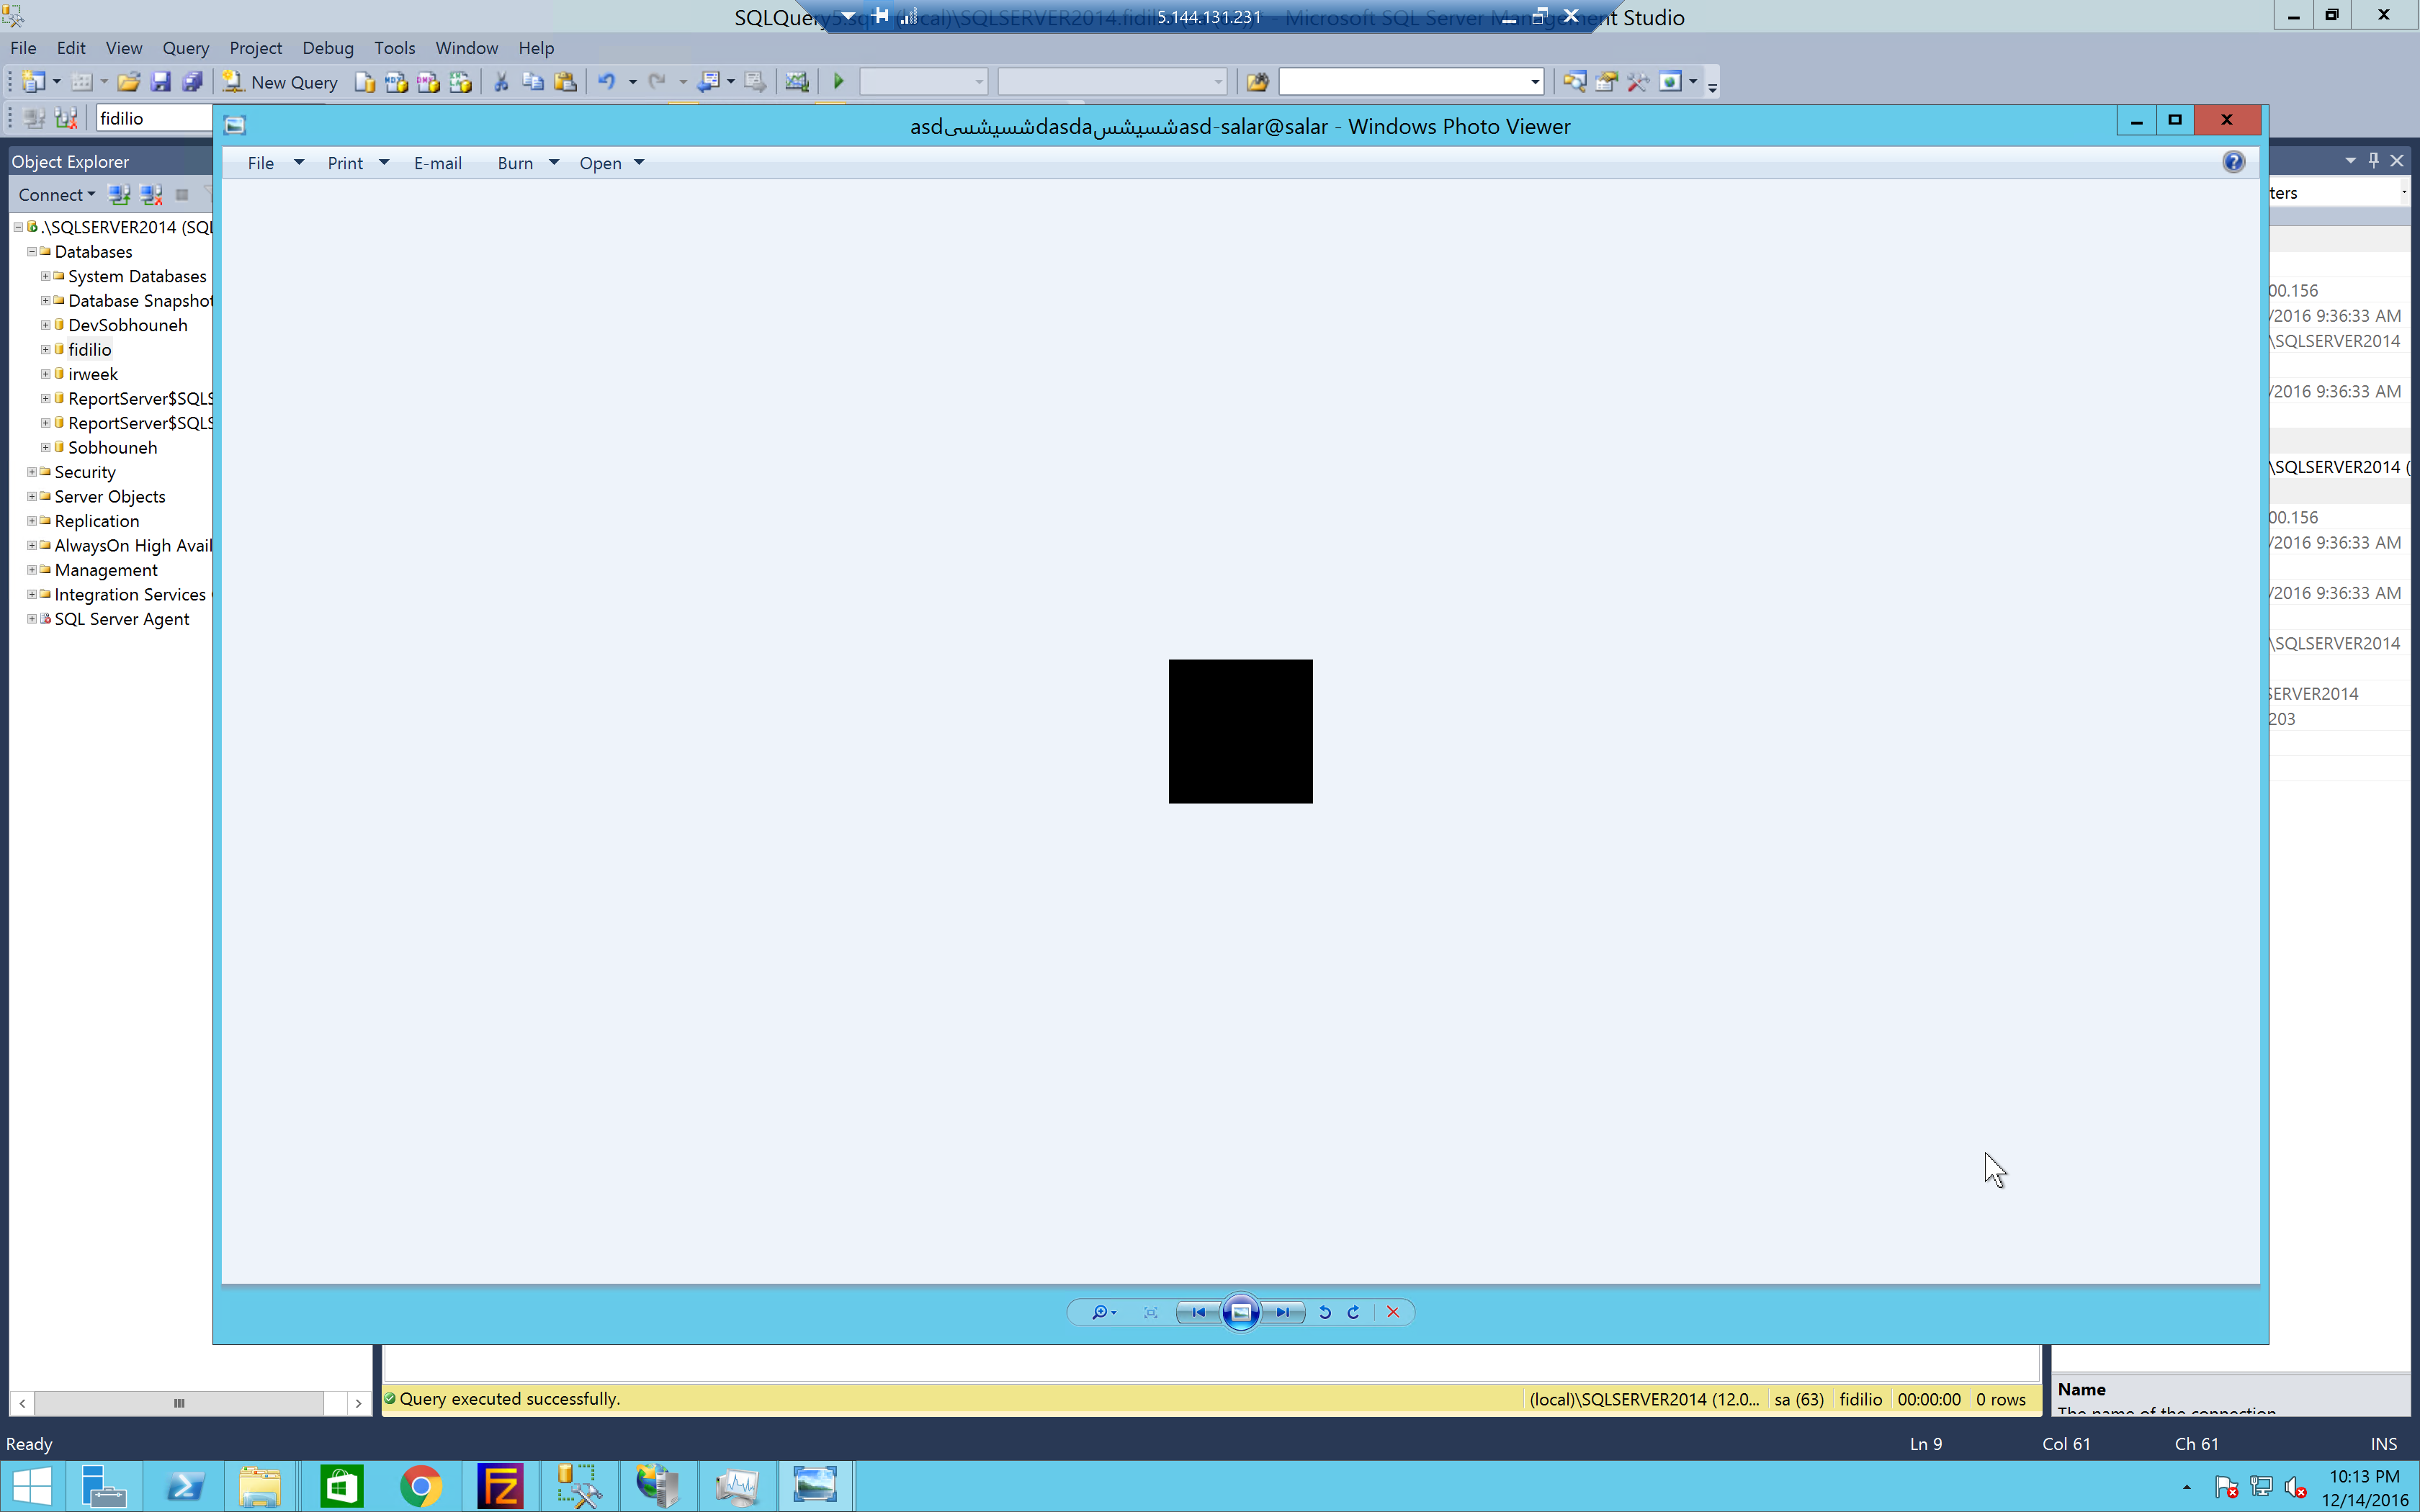 SQLQuery5.sq (local)\SQLSERVER2014.fidili - Microsoft SQL Server Management Studio
5.144.131.231
File Edit View Query Project Debug Tools Window Help
New Query
fidilio
asdشسیشسیdasdaشسیشسasd-salar@salar - Windows Photo Viewer
File Print E-mail Burn Open
Object Explorer
Connect
.\SQLSERVER2014 (SQL
Databases
System Databases
Database Snapshot
DevSobhouneh
fidilio
irweek
ReportServer$SQLS
ReportServer$SQLS
Sobhouneh
Security
Server Objects
Replication
AlwaysOn High Avail
Management
Integration Services
SQL Server Agent
ters
00.156
/2016 9:36:33 AM
\SQLSERVER2014
/2016 9:36:33 AM
\SQLSERVER2014 (
00.156
/2016 9:36:33 AM
/2016 9:36:33 AM
\SQLSERVER2014
SERVER2014
203
Query executed successfully.
(local)\SQLSERVER2014 (12.0... sa (63) fidilio 00:00:00 0 rows
Name
The name of the connection
Ready
Ln 9 Col 61 Ch 61 INS
10:13 PM
12/14/2016